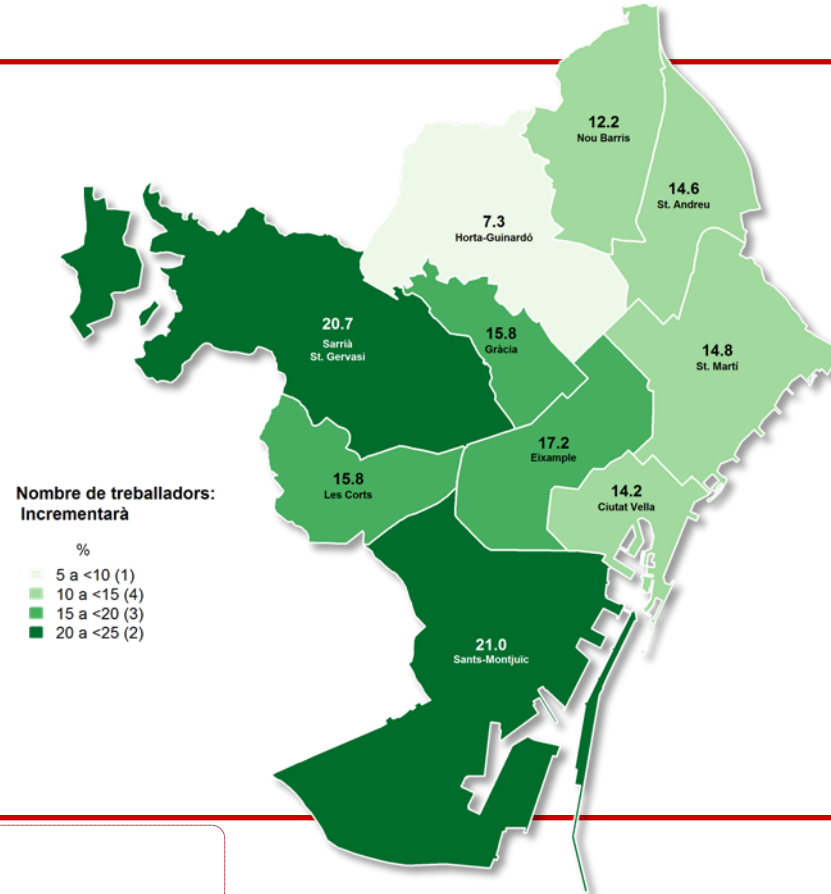 12.2
Nou Barris
14.6
St. Andreu
7.3
Horta-Guinardó
20.7
Sarrià
St. Gervasi
15.8
Gràcia
14.8
St. Martí
17.2
Eixample
15.8
Les Corts
14.2
Ciutat Vella
Nombre de treballadors:
Incrementarà
%
5 a <10 (1)
10 a <15 (4)
15 a <20 (3)
20 a <25 (2)
21.0
Sants-Montjuïc